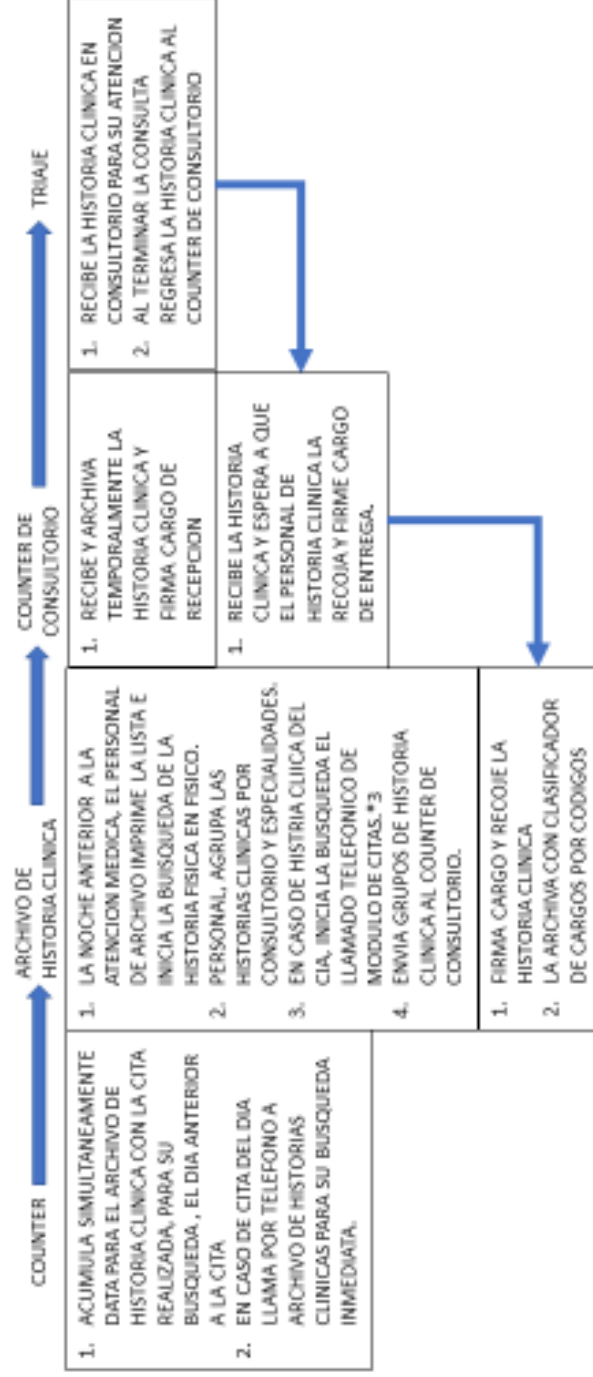 COUNTER
ARCHIVO DE
HISTORIA CLINICA
COUNTER DE
CONSULTORIO
TRIAJE
1. ACUMULA SIMULTANEAMENTE
DATA PARA EL ARCHIVO DE
HISTORIA CLINICA CON LA CITA
REALIZADA, PARA SU
BUSQUEDA , EL DIA ANTERIOR
A LA CITA
2. EN CASO DE CITA DEL DIA
LLAMA POR TELEFONO A
ARCHIVO DE HISTORIAS
CLINICAS PARA SU BUSQUEDA
INMEDIATA.
1. LA NOCHE ANTERIOR A LA
ATENCION MEDICA, EL PERSONAL
DE ARCHIVO IMPRIME LA LISTA E
INICIA LA BUISQUEDA DE LA
HISTORIA FISICA EN FISICO.
2. PERSONAL, AGRUPA LAS
HISTORIAS CLINICAS POR
CONSULTORIO Y ESPECIALIDADES.
3. EN CASO DE HISTRIA CLIICA DEL
CIA, INICIA LA BUSQUEDA EL
LLAMADO TELEFONICO DE
MODULO DE CITAS.*3
4. ENVIA GRUPOS DE HISTORIA
CLINICA AL COUNTER DE
CONSULTORIO.
1. RECIBE Y ARCHIVA
TEMPORALMENTE LA
HISTORIA CLINICA Y
FIRMA CARGO DE
RECEPCION
1. RECIBE LA HISTORIA CLINICA EN
CONSULTORIO PARA SU ATENCION
2. AL TERMINAR LA CONSULTA
REGRESA LA HISTORIA CLINICA AL
COUNTER DE CONSULTORIO
1. RECIBE LA HISTORIA
CLINICA Y ESPERA A QUE
EL PERSONAL DE
HISTORIA CLINICA LA
RECOJA Y FIRME CARGO
DE ENTREGA.
1. FIRMA CARGO Y RECOJE LA
HISTORIA CLINICA
2. LA ARCHIVA CON CLASIFICADOR
DE CARGOS POR CODIGOS